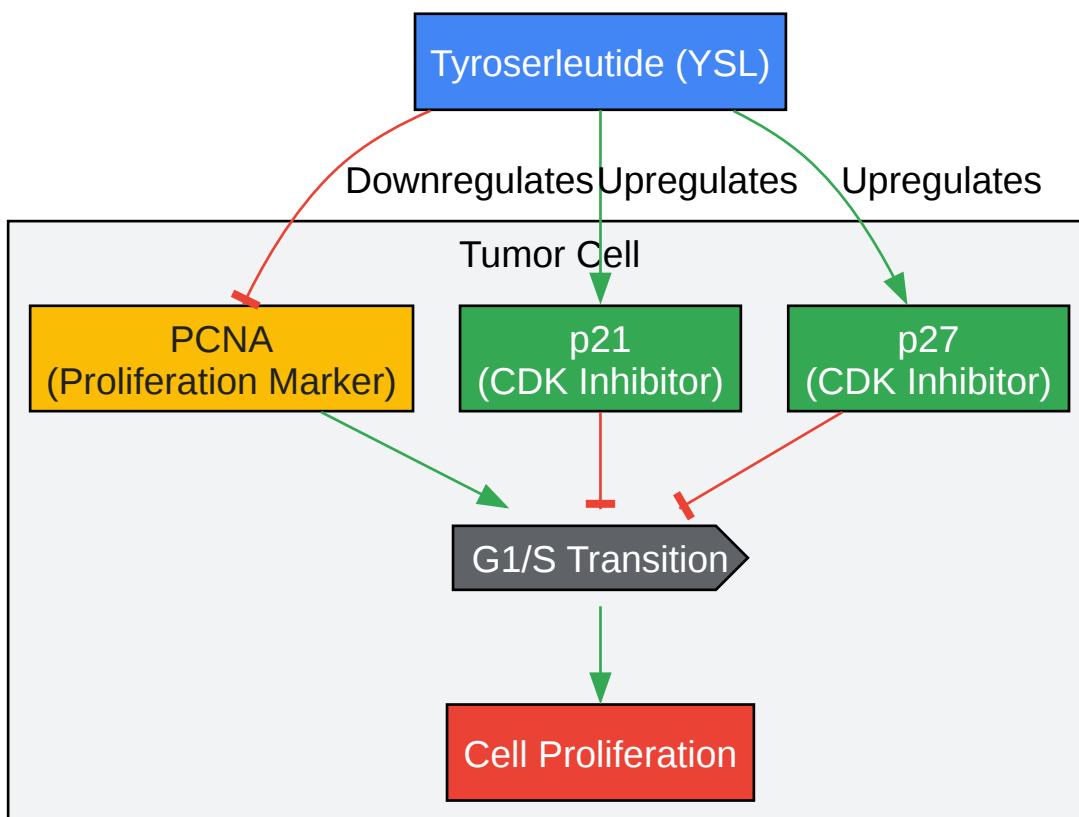 Tyroserleutide (YSL)
Downregulates
Upregulates
Upregulates
Tumor Cell
PCNA
(Proliferation Marker)
p21
(CDK Inhibitor)
p27
(CDK Inhibitor)
G1/S Transition
Cell Proliferation